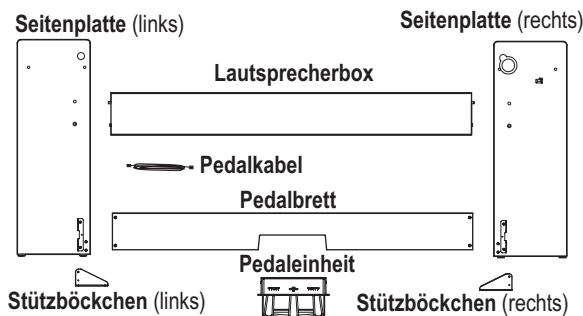 Seitenplatte (links)
Seitenplatte (rechts)
Lautsprecherbox
Pedalkabel
Pedalbrett
Pedaleinheit
Stützböckchen (links)
Stützböckchen (rechts)